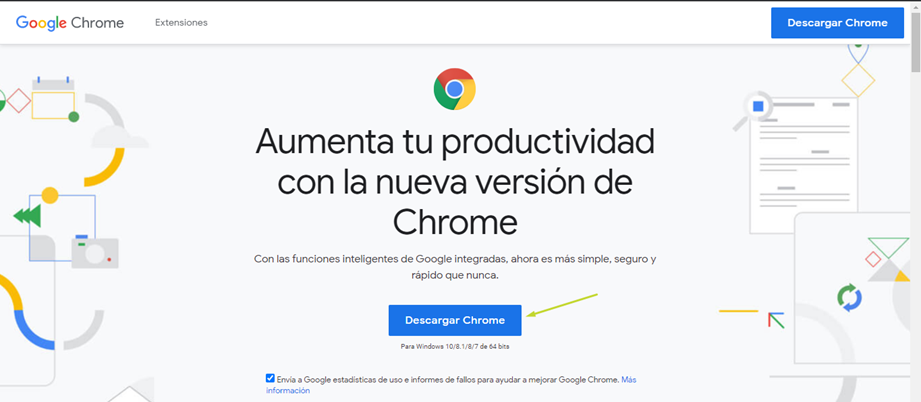 Google Chrome
Extensiones
Descargar Chrome
Aumenta tu productividad
con la nueva versión de
Chrome
Con las funciones inteligentes de Google integradas, ahora es más simple, seguro y
rápido que nunca.
Descargar Chrome
Para Windows 10/8.1/8/7 de 64 bits
Envía a Google estadísticas de uso e informes de fallos para ayudar a mejorar Google Chrome. Más
información